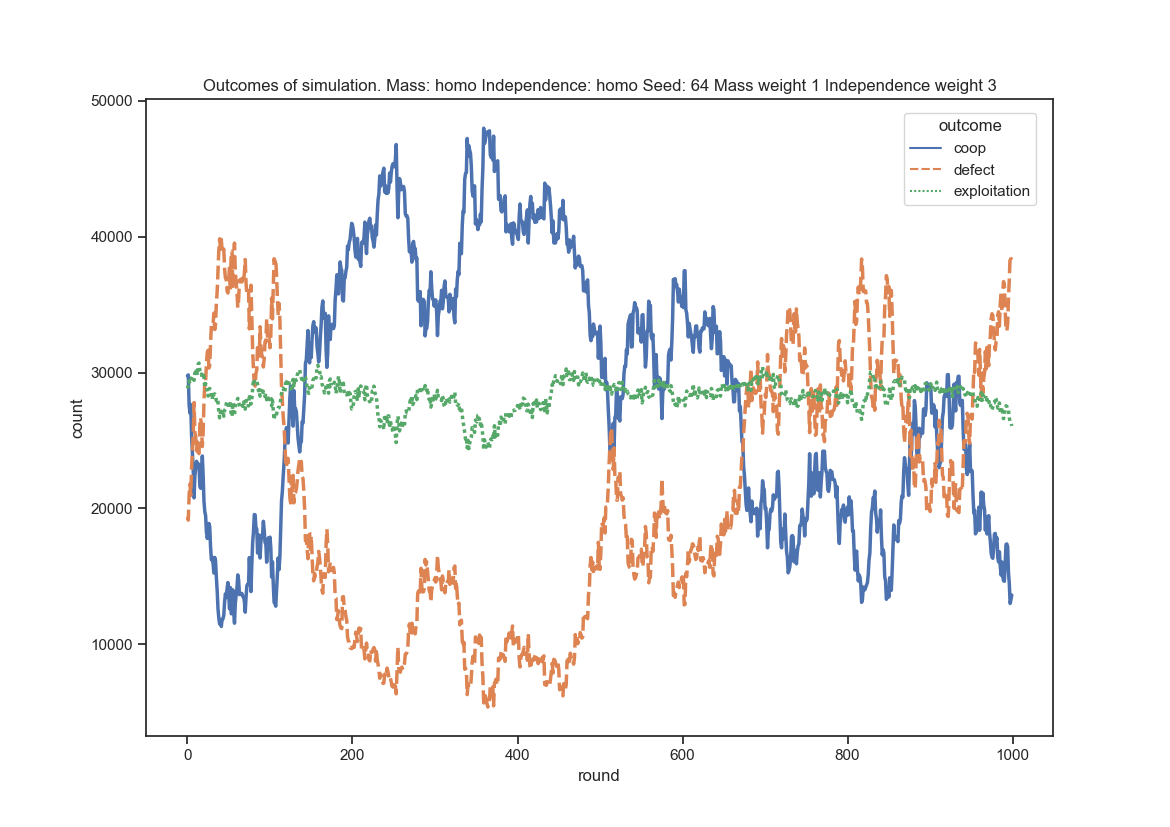 Outcomes of simulation. Mass: homo Independence: homo Seed: 64 Mass weight 1 Independence weight 3
50000
40000
30000
20000
10000
count
outcome
coop
defect
exploitation
0
200
400
600
800
1000
round